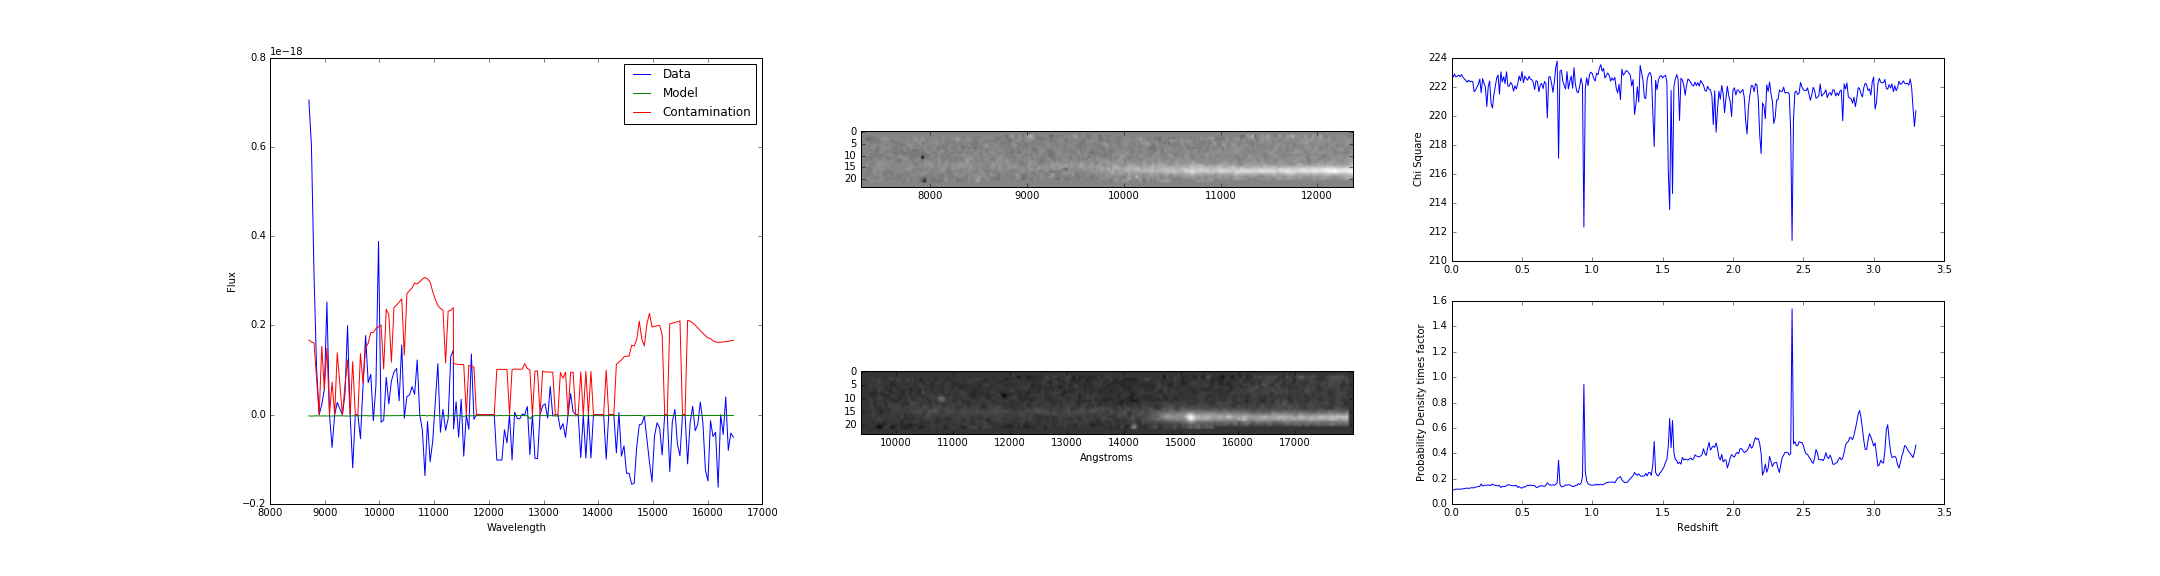 1e−18
0.8
0.6
0.4
0.2
0.0
−0.2
Flux
Data
Model
Contamination
8000 9000 10000 11000 12000 13000 14000 15000 16000 17000
Wavelength
0
5
10
15
20
8000 9000 10000 11000 12000
0
5
10
15
20
10000 11000 12000 13000 14000 15000 16000 17000
Angstroms
224
222
220
218
216
214
212
210
Chi Square
0.0 0.5 1.0 1.5 2.0 2.5 3.0 3.5
1.6
1.4
1.2
1.0
0.8
0.6
0.4
0.2
0.0
Probability Density times factor
0.0 0.5 1.0 1.5 2.0 2.5 3.0 3.5
Redshift